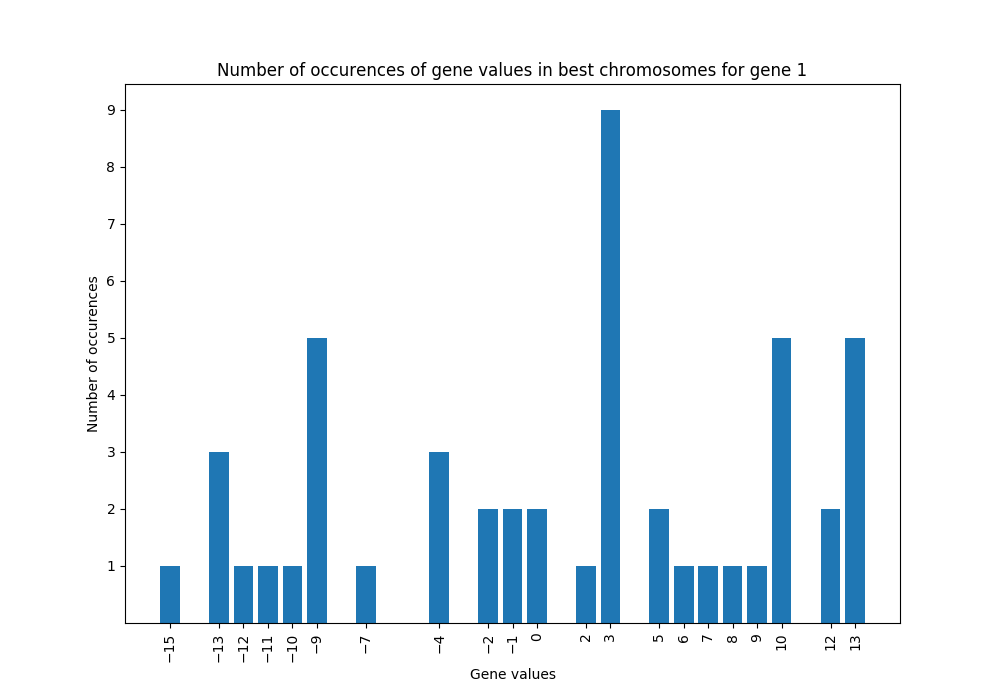 Number of occurences of gene values in best chromosomes for gene 1
Number of occurences
9
8
7
6
5
4
3
2
1
−15 −13 −12 −11 −10 −9 −7 −4 −2 −1 0 2 3 5 6 7 8 9 10 12 13
Gene values